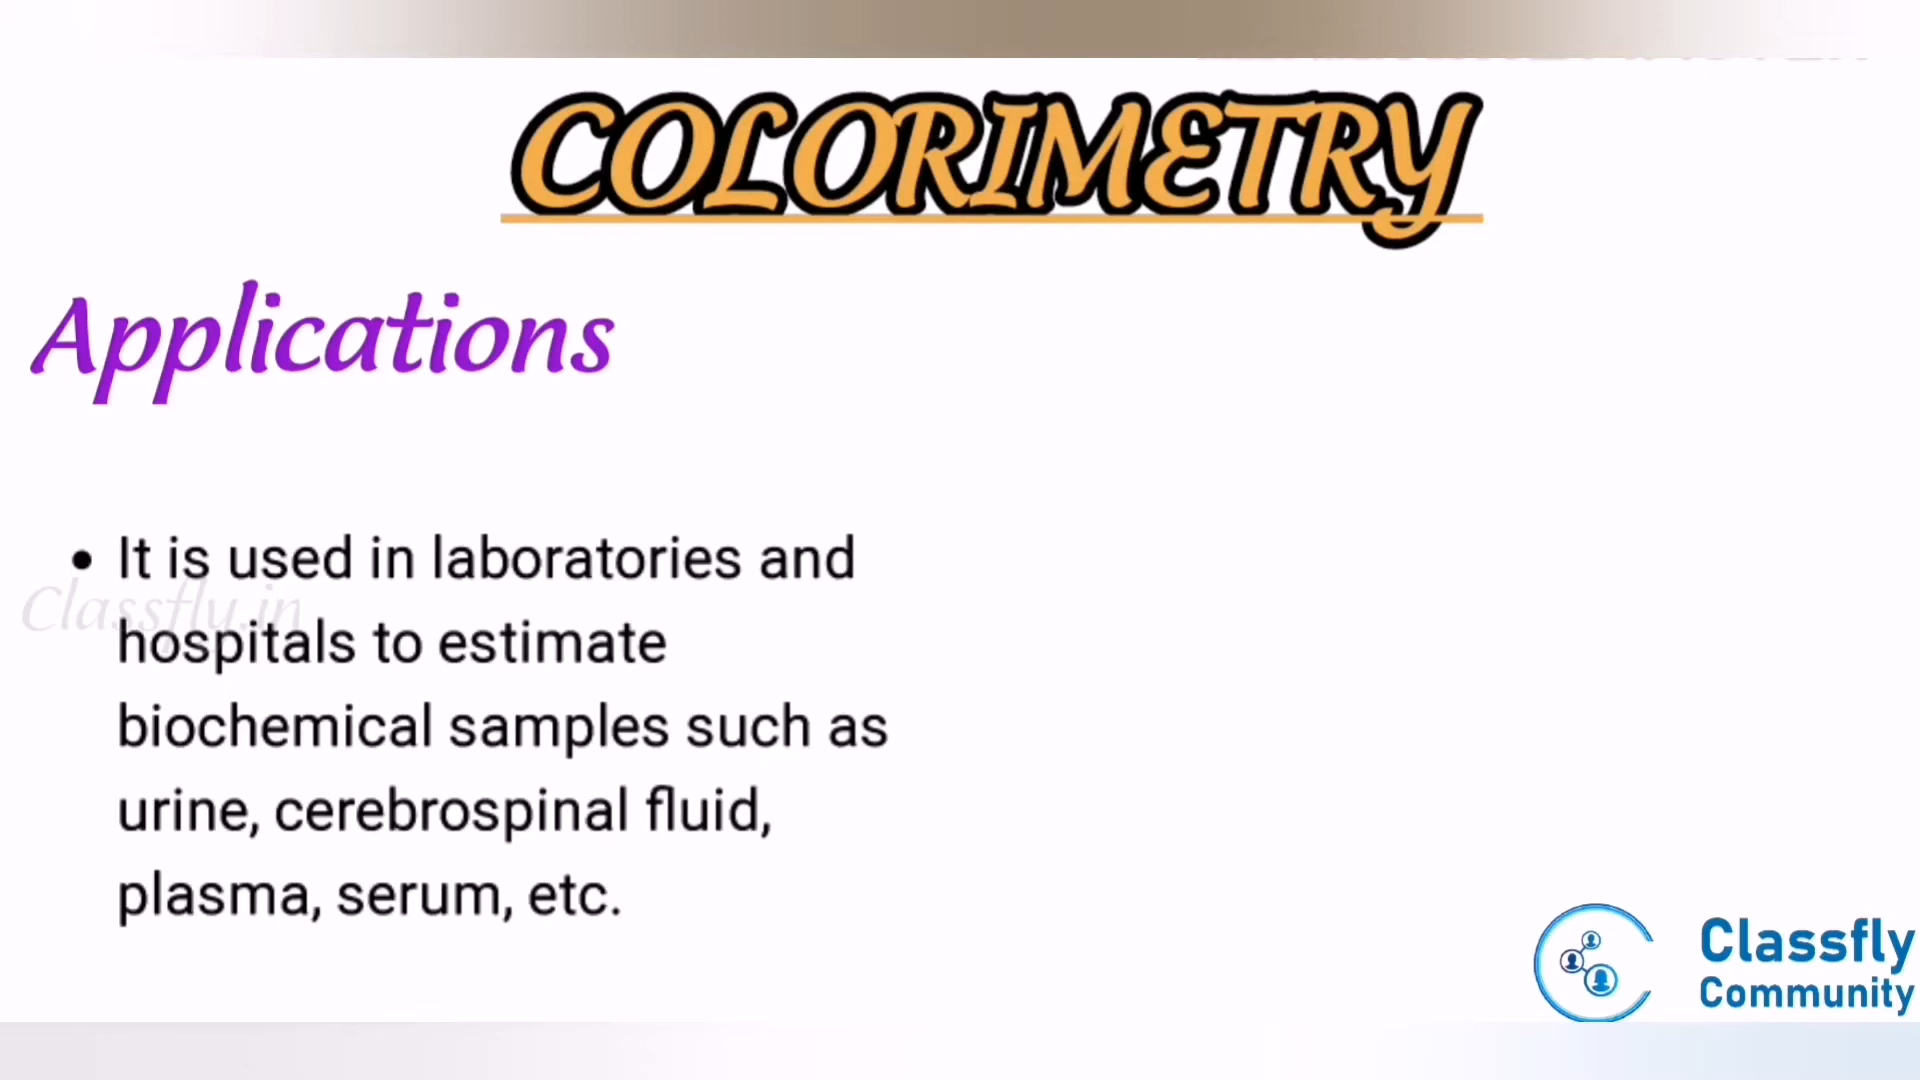 COLORIMETRY
Applications
• It is used in laboratories and
hospitals to estimate
biochemical samples such as
urine, cerebrospinal fluid,
plasma, serum, etc.
Classfly.in
Classfly
Community